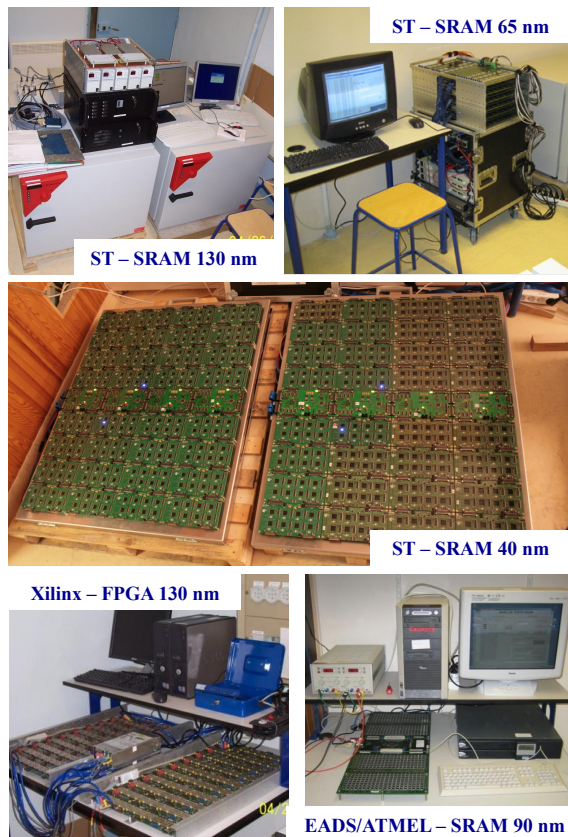 ST – SRAM 65 nm
ST – SRAM 130 nm
ST – SRAM 40 nm
Xilinx – FPGA 130 nm
EADS/ATMEL – SRAM 90 nm